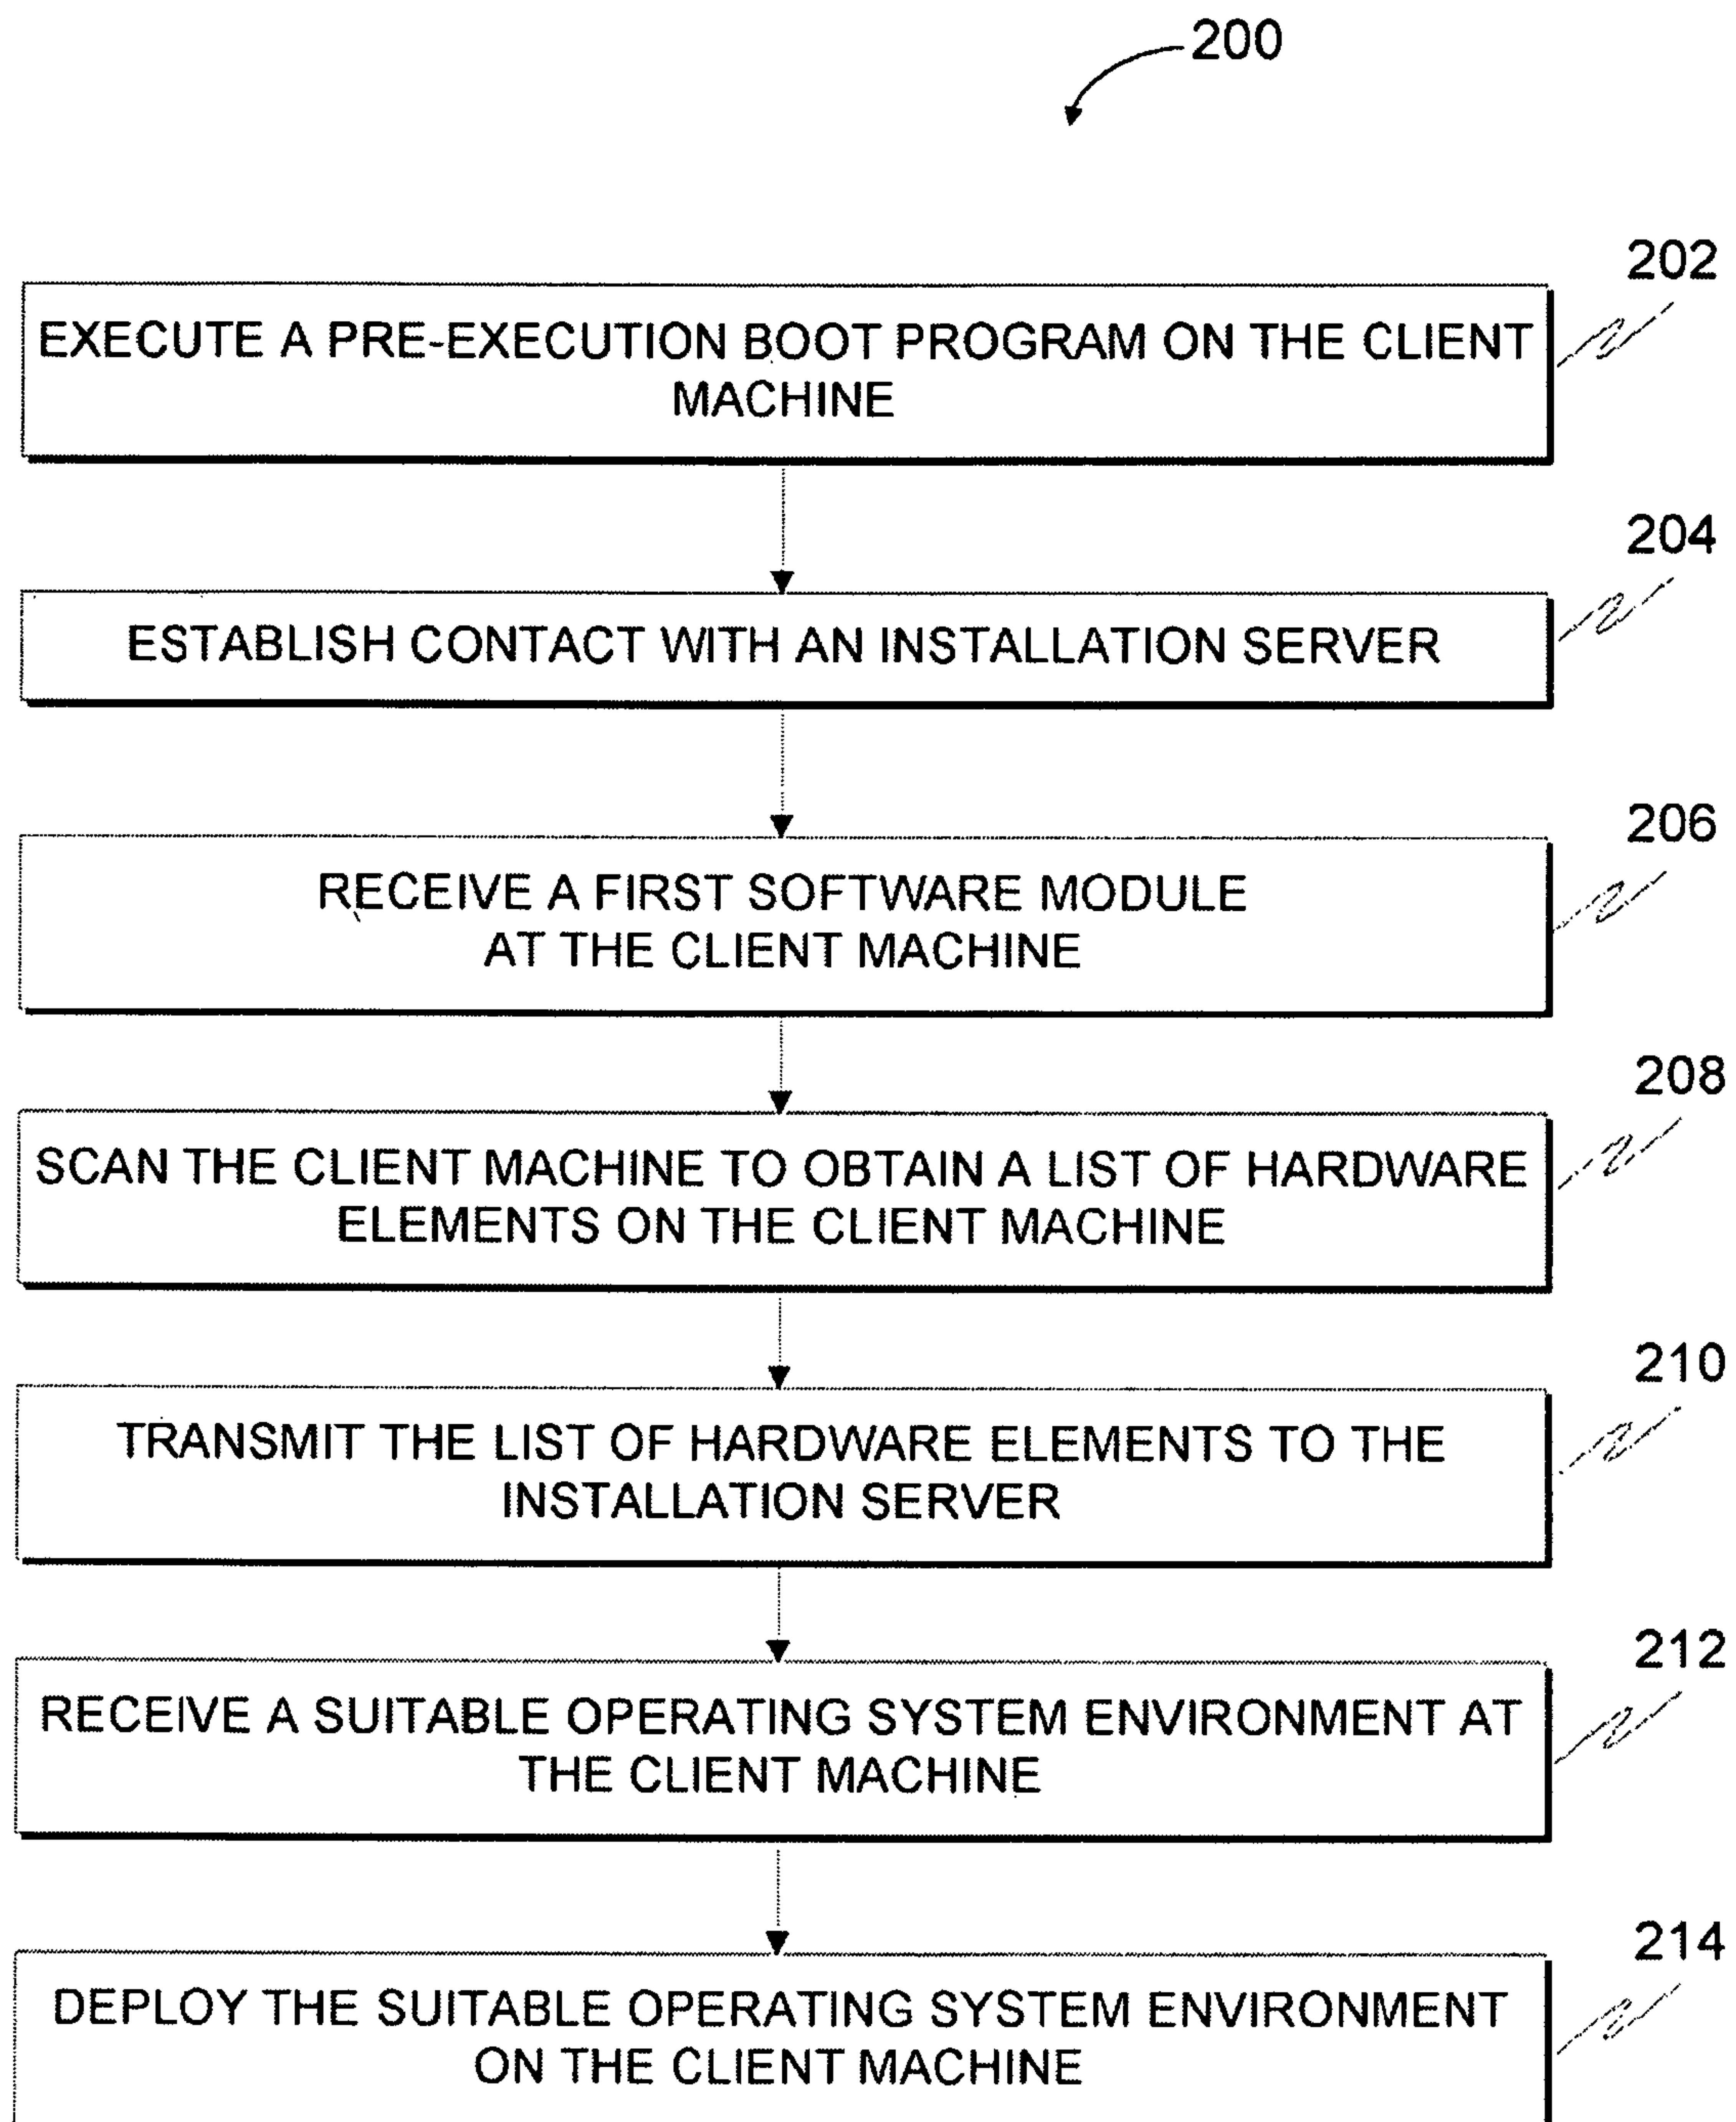 200
202
EXECUTE A PRE-EXECUTION BOOT PROGRAM ON THE CLIENT
MACHINE
204
ESTABLISH CONTACT WITH AN INSTALLATION SERVER
206
RECEIVE A FIRST SOFTWARE MODULE
AT THE CLIENT MACHINE
208
SCAN THE CLIENT MACHINE TO OBTAIN A LIST OF HARDWARE
ELEMENTS ON THE CLIENT MACHINE
210
TRANSMIT THE LIST OF HARDWARE ELEMENTS TO THE
INSTALLATION SERVER
212
RECEIVE A SUITABLE OPERATING SYSTEM ENVIRONMENT AT
THE CLIENT MACHINE
214
DEPLOY THE SUITABLE OPERATING SYSTEM ENVIRONMENT
ON THE CLIENT MACHINE